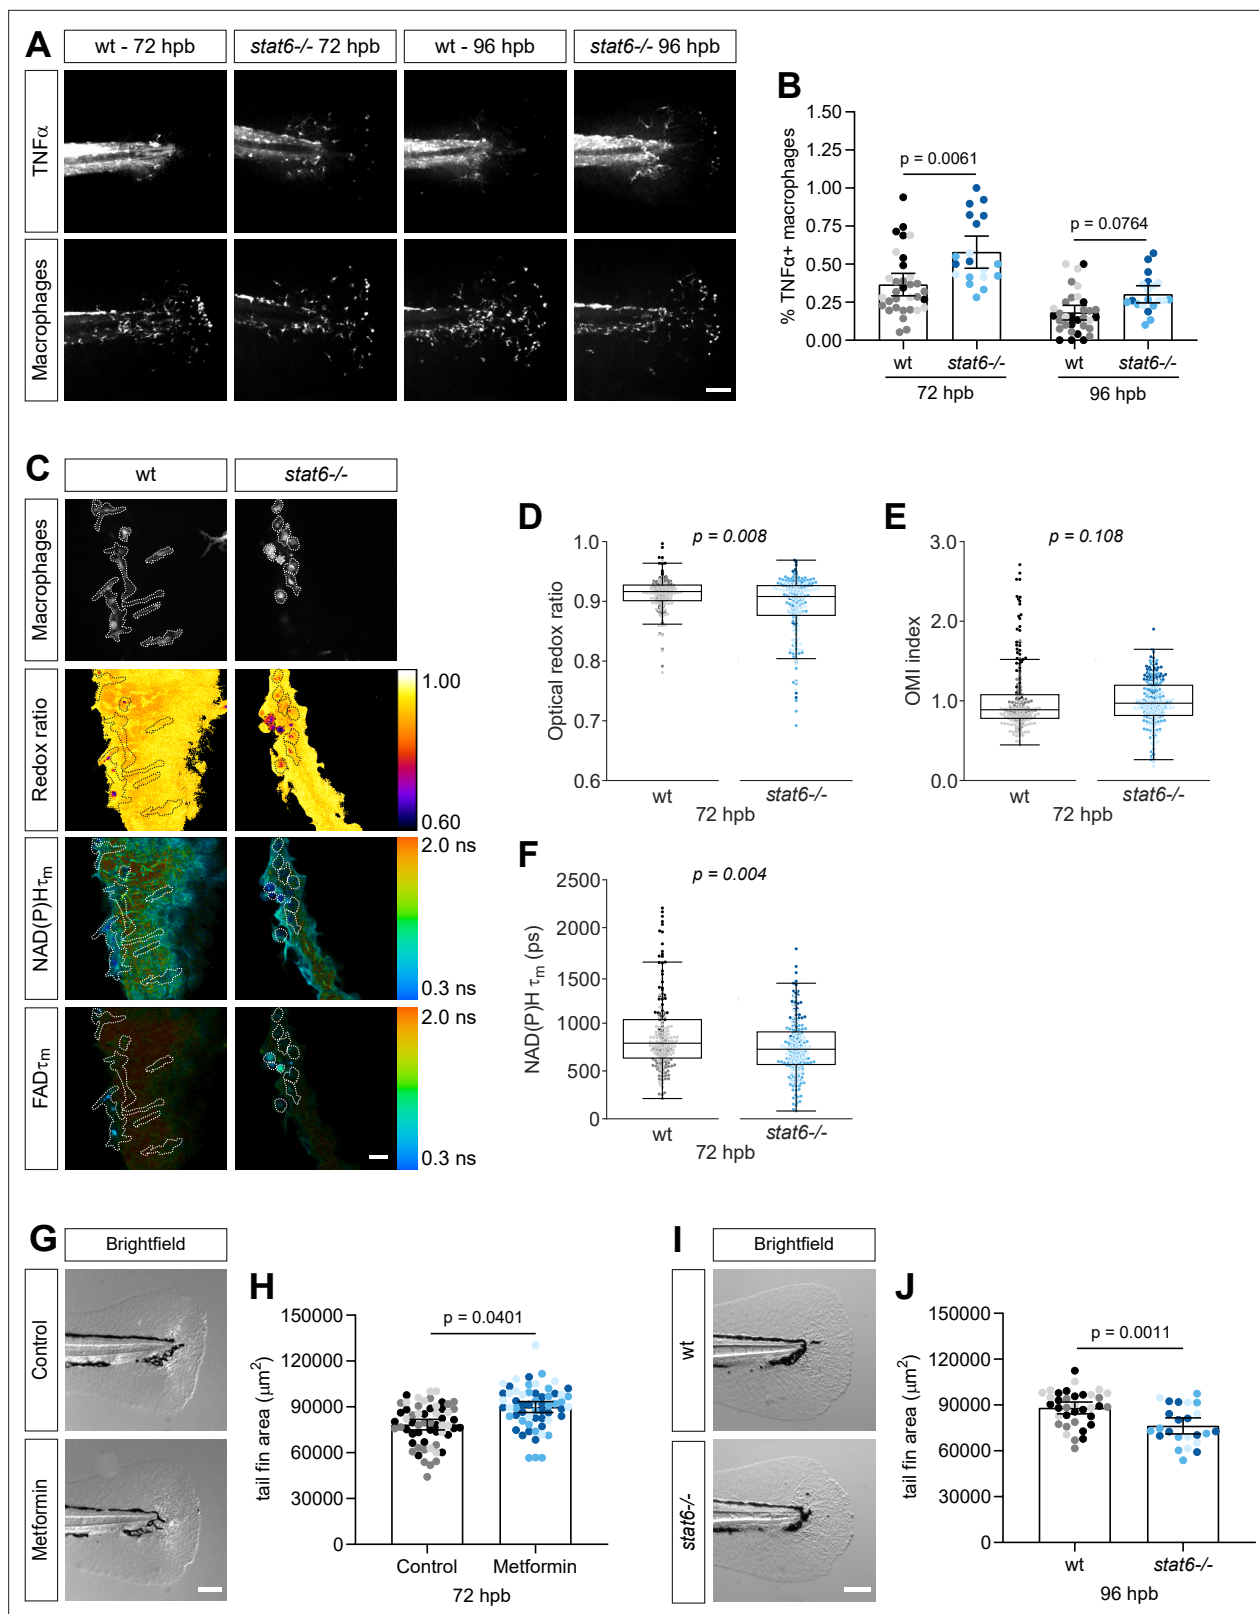 A
wt - 72 hpb
stat6-/- 72 hpb
wt - 96 hpb
stat6-/- 96 hpb
TNFα
Macrophages
B
% TNFα+ macrophages
1.50
1.25
1.00
0.75
0.50
0.25
0.00
p = 0.0061
p = 0.0764
wt
stat6-/-
wt
stat6-/-
72 hpb
96 hpb
C
wt
stat6-/-
Macrophages
Redox ratio
1.00
0.60
NAD(P)Hτm
2.0 ns
0.3 ns
FADτm
2.0 ns
0.3 ns
D
p = 0.008
Optical redox ratio
1.0
0.9
0.8
0.7
0.6
wt
stat6-/-
72 hpb
E
p = 0.108
OMI index
3.0
2.0
1.0
0.0
wt
stat6-/-
72 hpb
F
p = 0.004
NAD(P)H τm (ps)
2500
2000
1500
1000
500
0
wt
stat6-/-
72 hpb
G
Brightfield
Control
Metformin
H
tail fin area (μm²)
150000
120000
90000
60000
30000
0
p = 0.0401
Control
Metformin
72 hpb
I
Brightfield
wt
stat6-/-
J
tail fin area (μm²)
150000
120000
90000
60000
30000
0
p = 0.0011
wt
stat6-/-
96 hpb